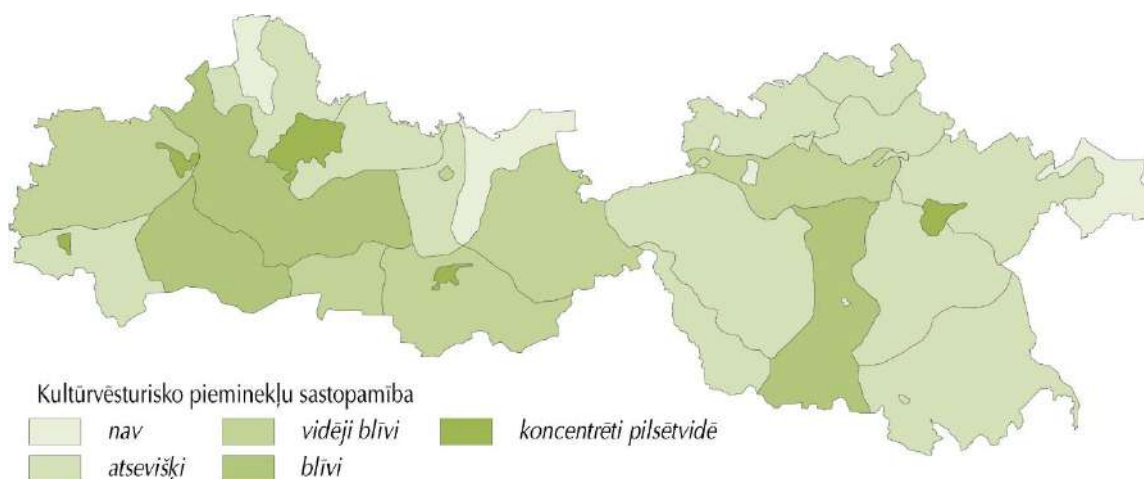 Kultūrvēsturisko pieminekļu sastopamība
nav
vidēji blīvi
koncentrēti pilsētvidē
atsevišķi
blīvi